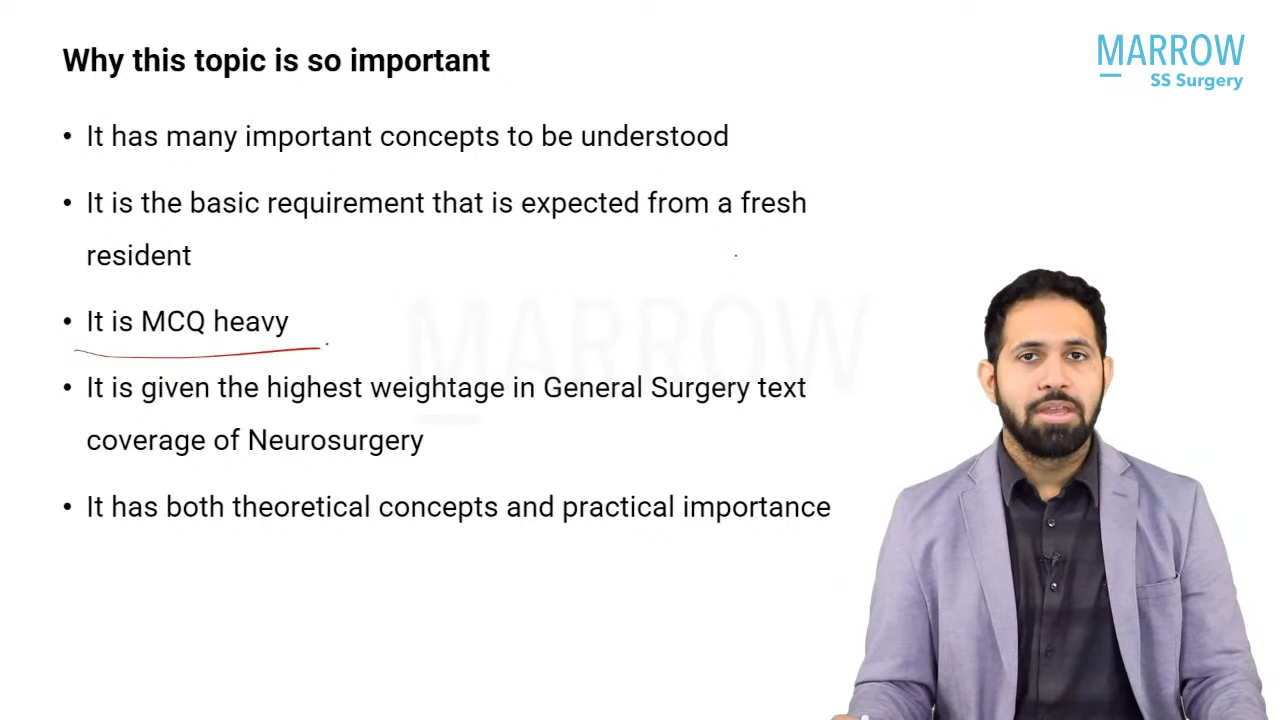 Why this topic is so important
MARROW
SS Surgery
• It has many important concepts to be understood
• It is the basic requirement that is expected from a fresh
resident
• It is MCQ heavy
MARROW
• It is given the highest weightage in General Surgery text
coverage of Neurosurgery
• It has both theoretical concepts and practical importance